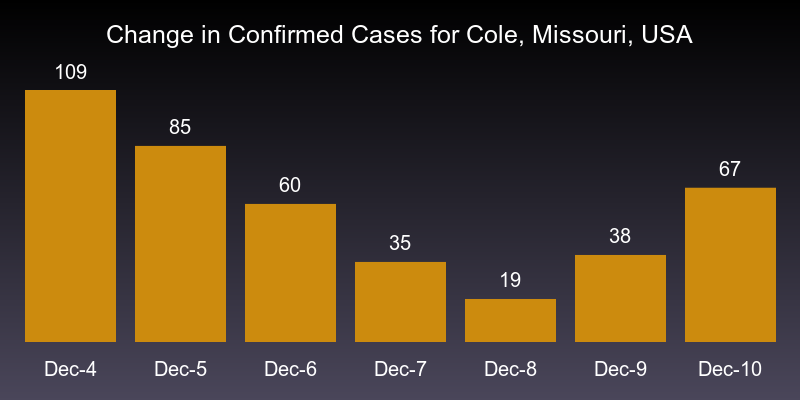 Change in Confirmed Cases for Cole, Missouri, USA
109
85
60
35
19
38
67
Dec-4
Dec-5
Dec-6
Dec-7
Dec-8
Dec-9
Dec-10